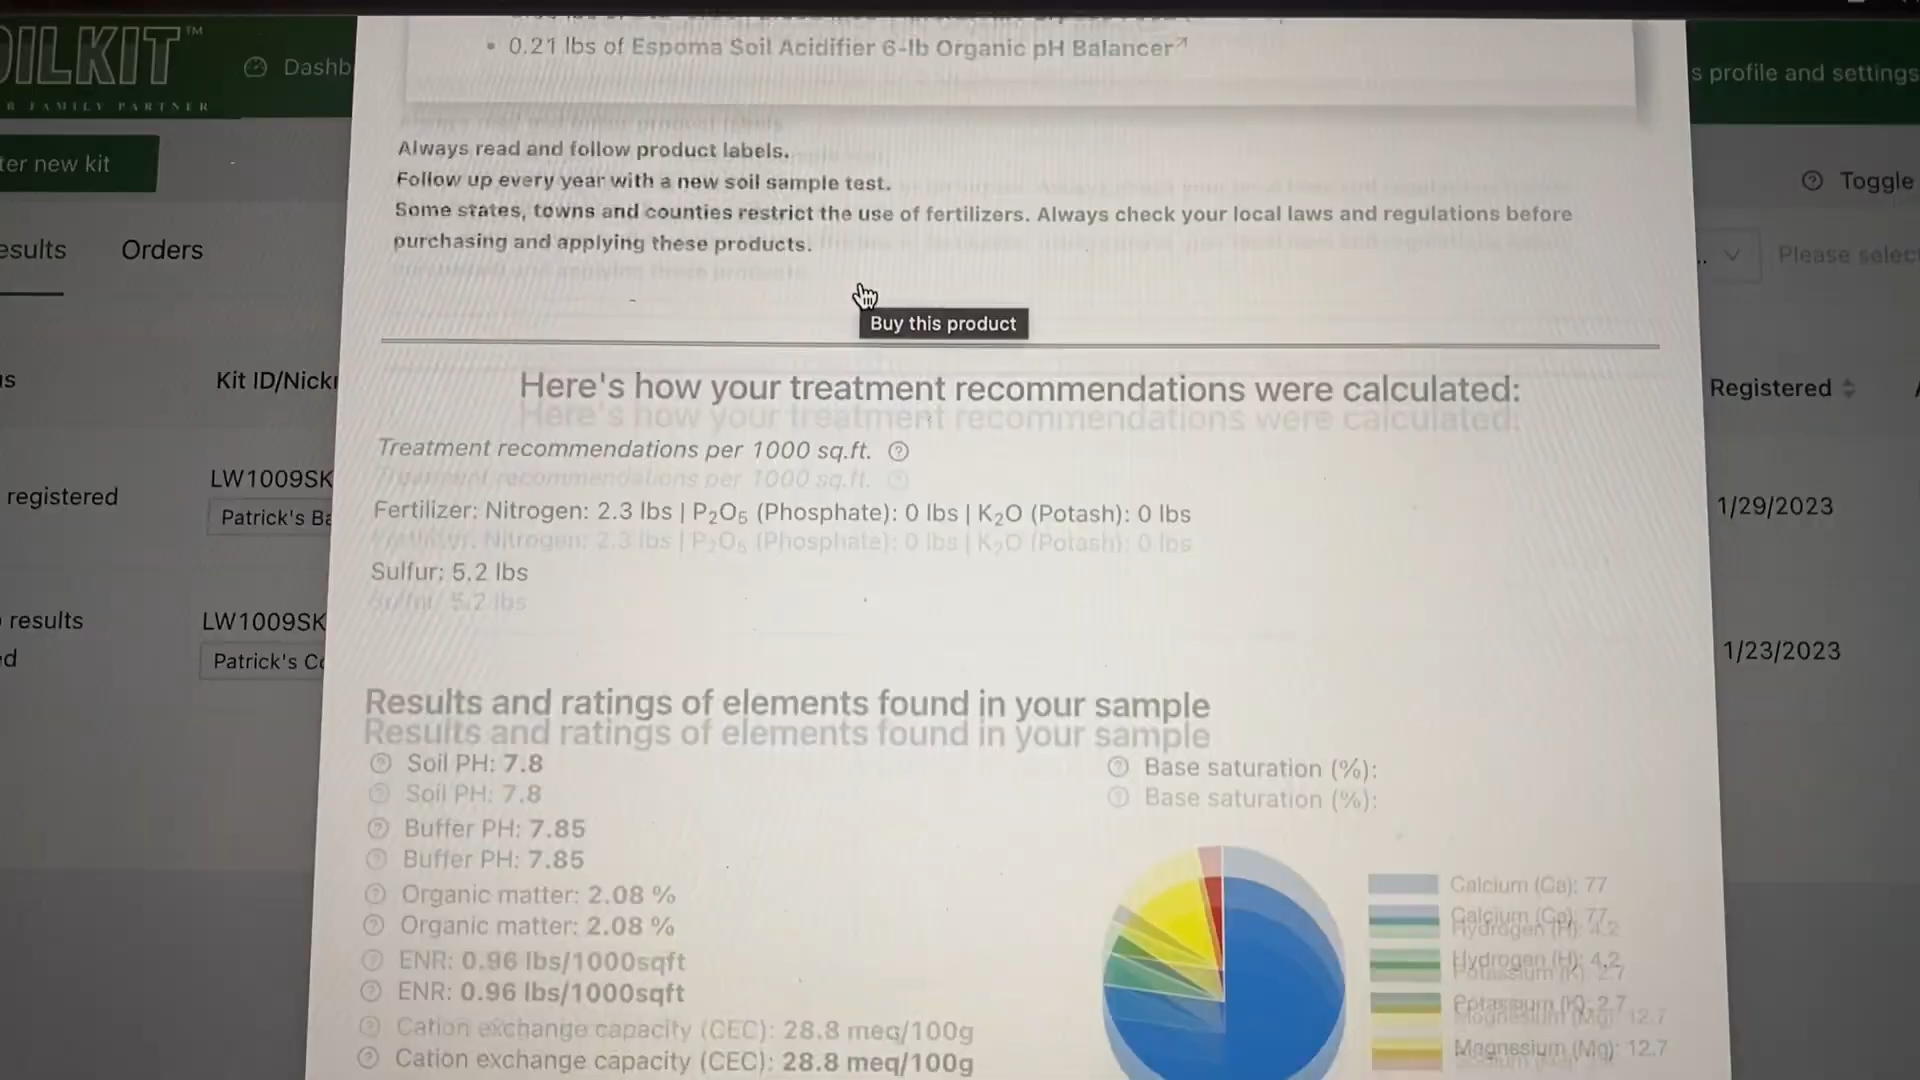 OILKIT™
R FAMILY PARTNER
Dashb
s profile and settings
ter new kit
Toggle
esults
Orders
Please select
Kit ID/Nick
Registered
registered
LW1009SK
Patrick's Ba
1/29/2023
results
LW1009SK
Patrick's Co
1/23/2023
• 0.21 lbs of Espoma Soil Acidifier 6-lb Organic pH Balancer
Always read and follow product labels.
Follow up every year with a new soil sample test.
Some states, towns and counties restrict the use of fertilizers. Always check your local laws and regulations before
purchasing and applying these products.
Buy this product
Here's how your treatment recommendations were calculated:
Treatment recommendations per 1000 sq.ft.
Fertilizer: Nitrogen: 2.3 lbs | P₂O₅ (Phosphate): 0 lbs | K₂O (Potash): 0 lbs
Sulfur: 5.2 lbs
Results and ratings of elements found in your sample
Soil PH: 7.8
Buffer PH: 7.85
Organic matter: 2.08 %
ENR: 0.96 lbs/1000sqft
Cation exchange capacity (CEC): 28.8 meq/100g
Base saturation (%):
Calcium (Ca): 77
Hydrogen (H): 4.2
Potassium (K): 2.7
Magnesium (Mg): 12.7